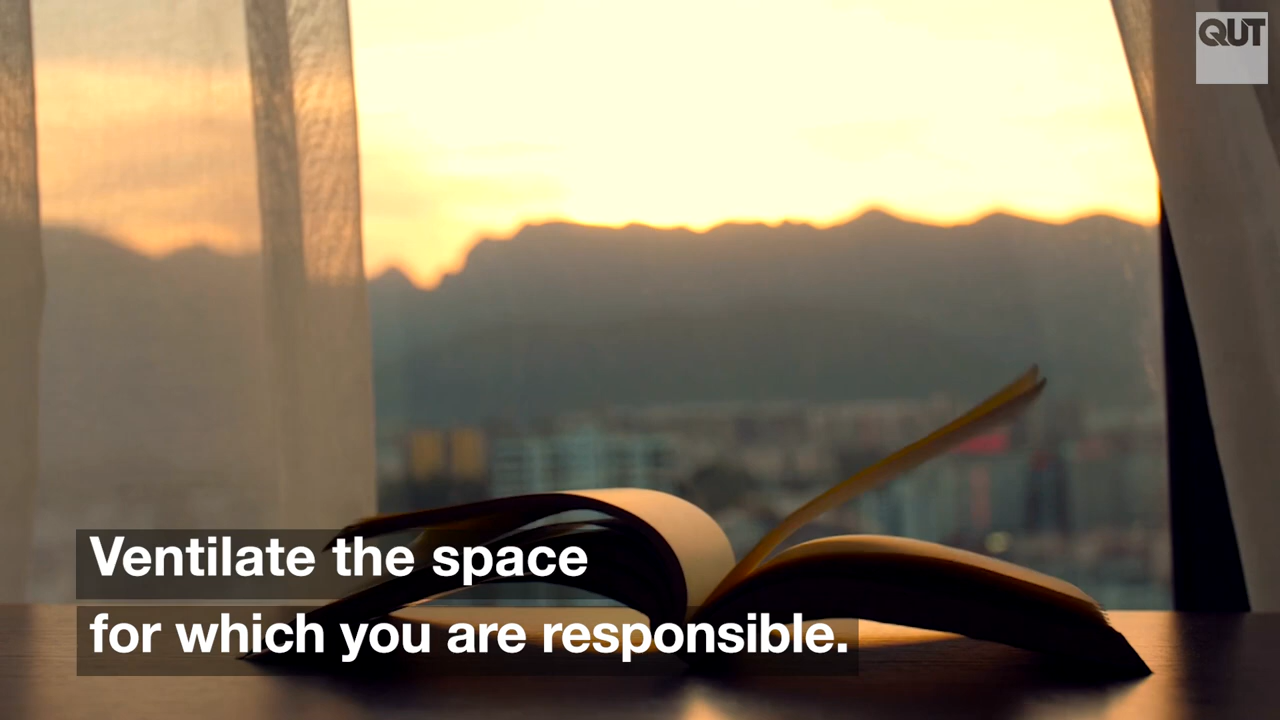 QUT
Ventilate the space
for which you are responsible.